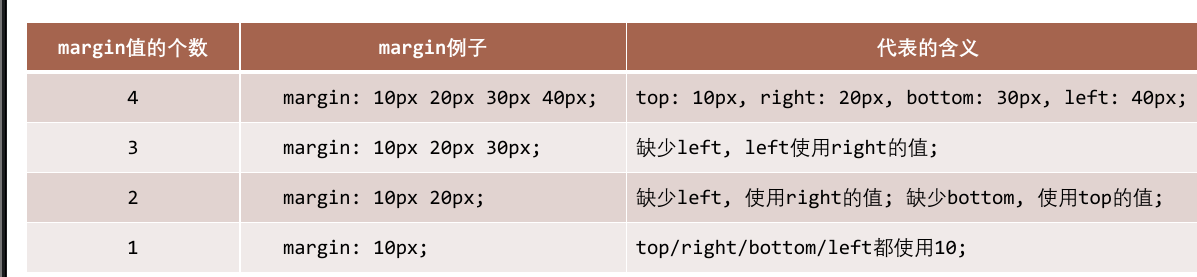 margin值的个数 margin例子 代表的含义
4 margin: 10px 20px 30px 40px; top: 10px, right: 20px, bottom: 30px, left: 40px;
3 margin: 10px 20px 30px; 缺少left, left使用right的值;
2 margin: 10px 20px; 缺少left, 使用right的值; 缺少bottom, 使用top的值;
1 margin: 10px; top/right/bottom/left都使用10;